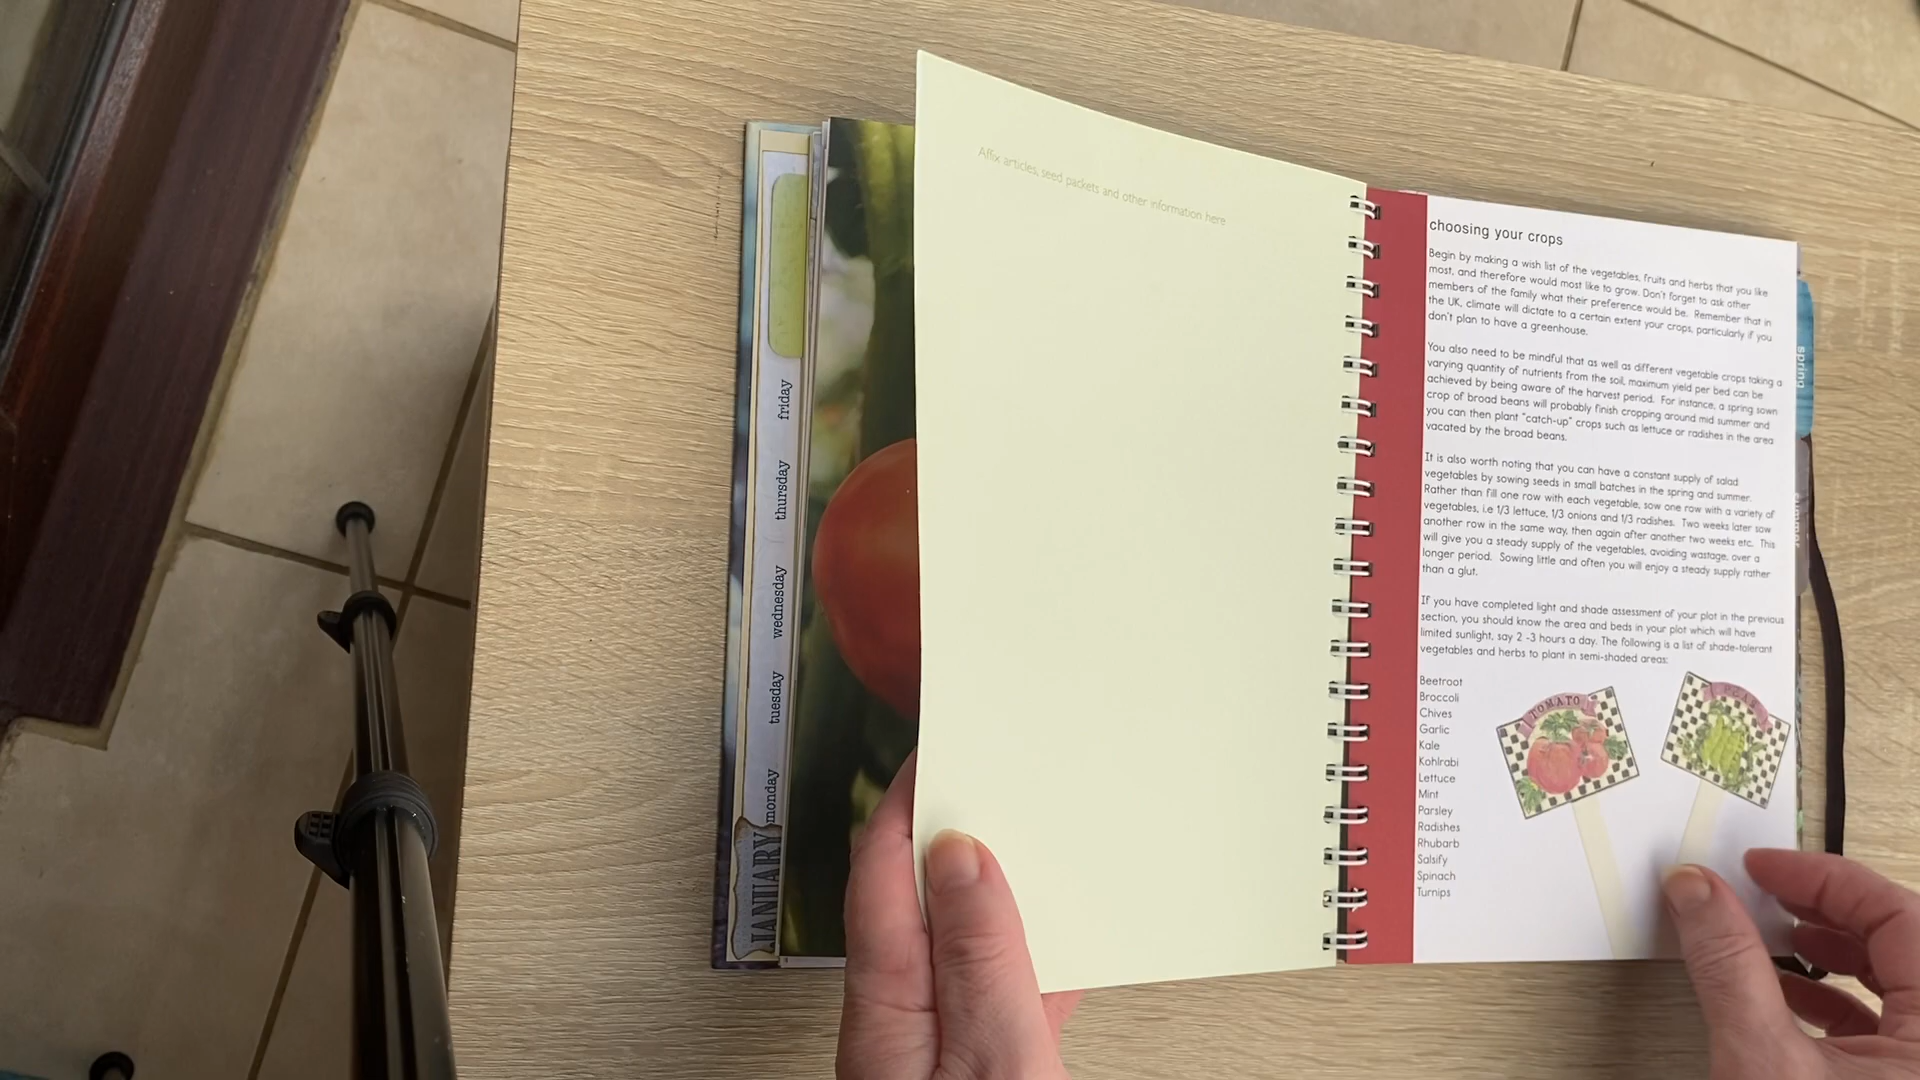 friday
thursday
wednesday
tuesday
monday
JANUARY
Affix articles, seed packets and other information here
choosing your crops
Begin by making a wish list of the vegetables, fruits and herbs that you like
most, and therefore would most like to grow. Don't forget to ask other
members of the family what their preference would be. Remember that in
the UK, climate will dictate to a certain extent your crops, particularly if you
don't plan to have a greenhouse.
You also need to be mindful that as well as different vegetable crops taking a
varying quantity of nutrients from the soil, maximum yield per bed can be
achieved by being aware of the harvest period. For instance, a spring sown
crop of broad beans will probably finish cropping around mid summer and
you can then plant "catch-up" crops such as lettuce or radishes in the area
vacated by the broad beans.
It is also worth noting that you can have a constant supply of salad
vegetables by sowing seeds in small batches in the spring and summer.
Rather than fill one row with each vegetable, sow one row with a variety of
vegetables, i.e 1/3 lettuce, 1/3 onions and 1/3 radishes. Two weeks later sow
another row in the same way, then again after another two weeks etc. This
will give you a steady supply of the vegetables, avoiding wastage, over a
longer period. Sowing little and often you will enjoy a steady supply rather
than a glut.
If you have completed light and shade assessment of your plot in the previous
section, you should know the area and beds in your plot which will have
limited sunlight, say 2 -3 hours a day. The following is a list of shade-tolerant
vegetables and herbs to plant in semi-shaded areas:
Beetroot
Broccoli
Chives
Garlic
Kale
Kohlrabi
Lettuce
Mint
Parsley
Radishes
Rhubarb
Salsify
Spinach
Turnips
TOMATO
PEAS
spring
summer